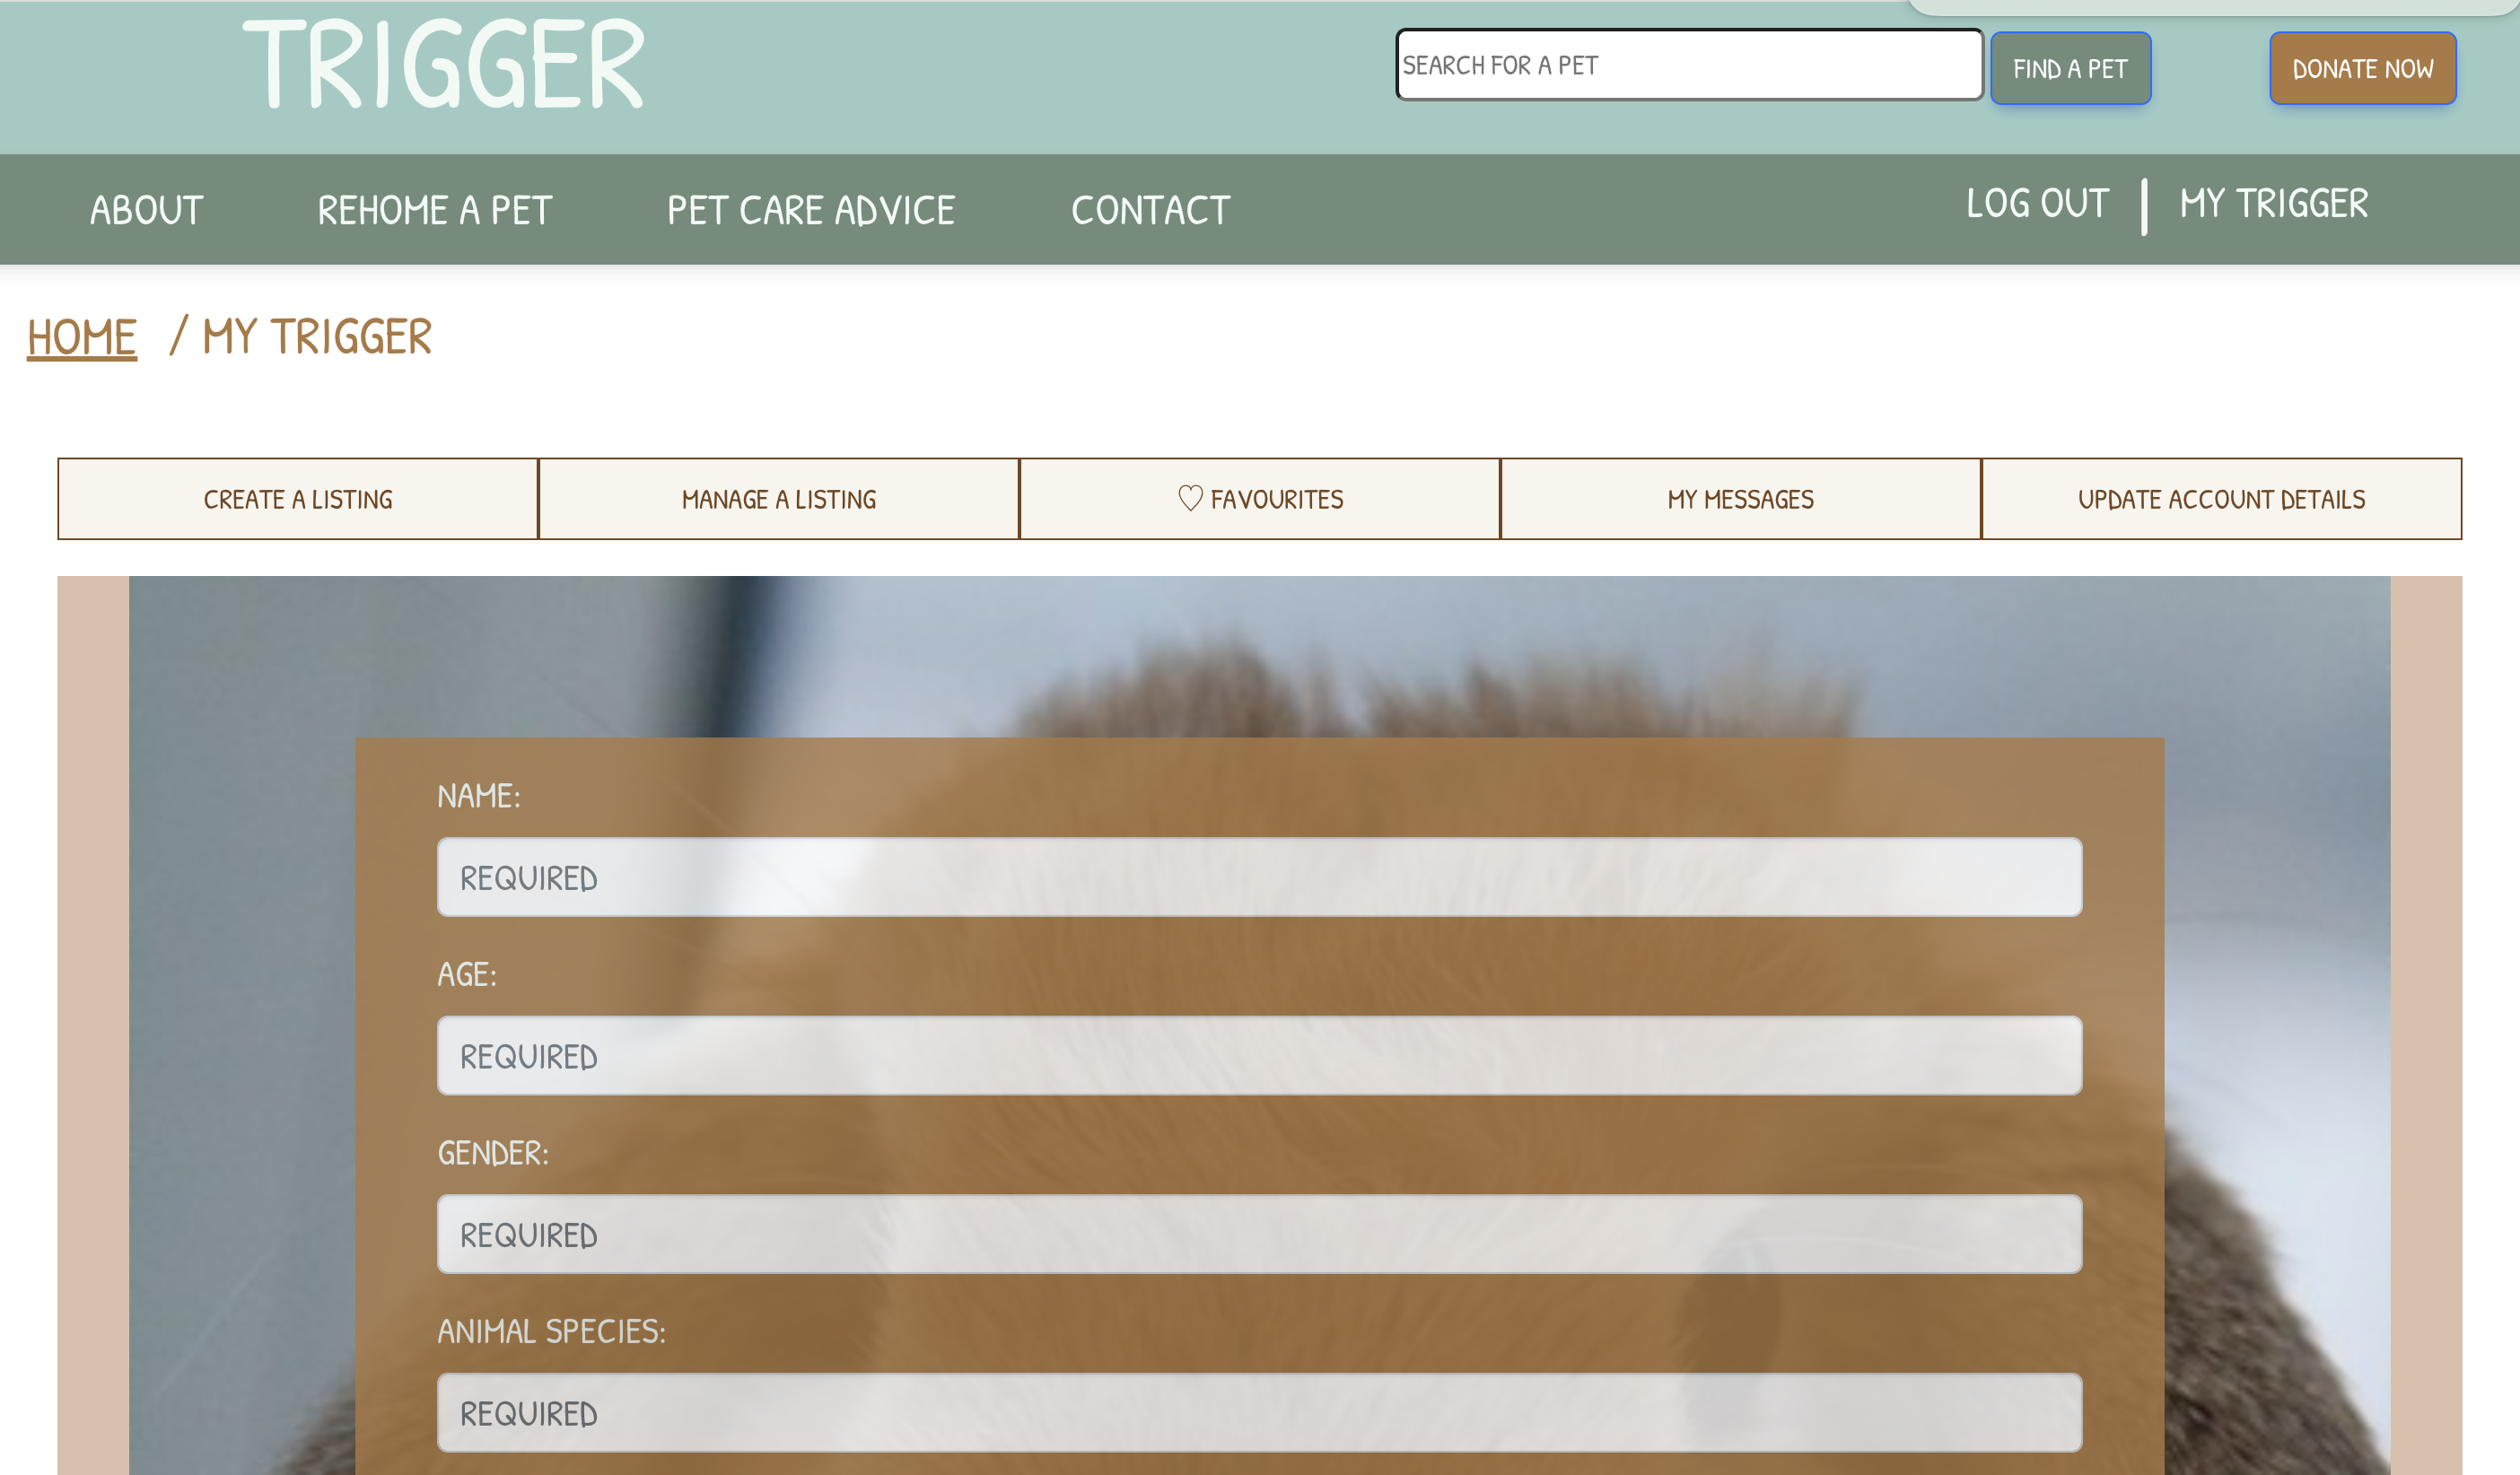 TRIGGER
SEARCH FOR A PET
FIND A PET
DONATE NOW
ABOUT
REHOME A PET
PET CARE ADVICE
CONTACT
LOG OUT
MY TRIGGER
HOME / MY TRIGGER
CREATE A LISTING
MANAGE A LISTING
♡ FAVOURITES
MY MESSAGES
UPDATE ACCOUNT DETAILS
NAME:
REQUIRED
AGE:
REQUIRED
GENDER:
REQUIRED
ANIMAL SPECIES:
REQUIRED